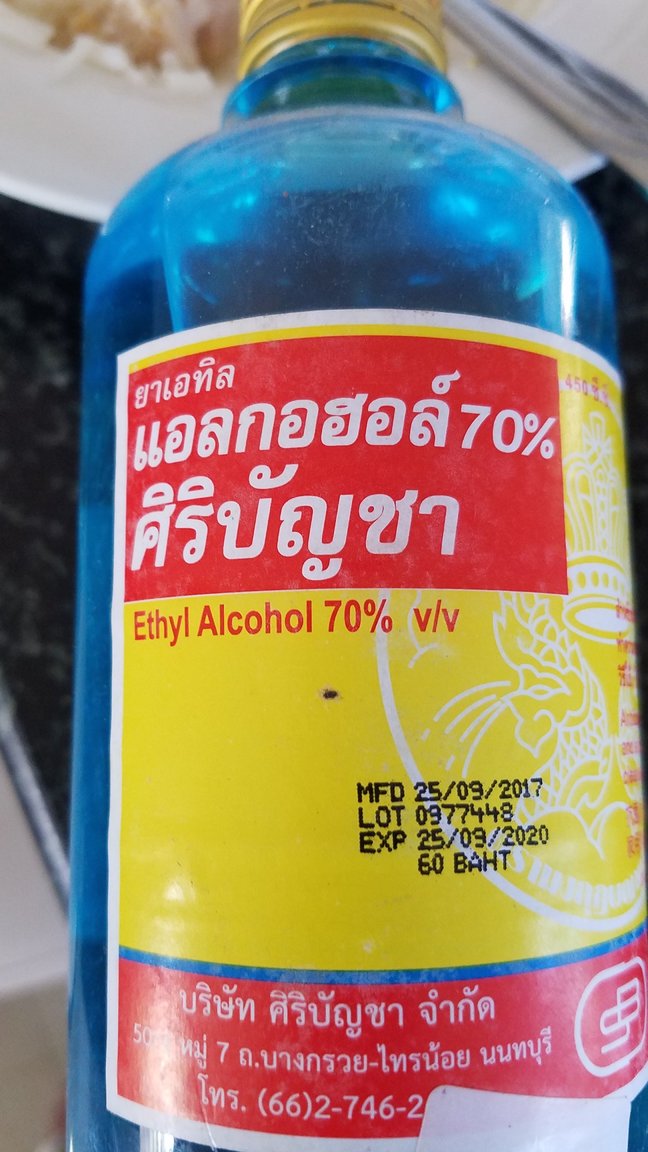 ยาเอทิล
แอลกอฮอล์ 70%
ศิริบัญชา
450 ซี.ซี.
Ethyl Alcohol 70% v/v
MFD 25/09/2017
LOT 0977448
EXP 25/09/2020
60 BAHT
บริษัท ศิริบัญชา จำกัด
หมู่ 7 ถ.บางกรวย-ไทรน้อย นนทบุรี
โทร. (66)2-746-2